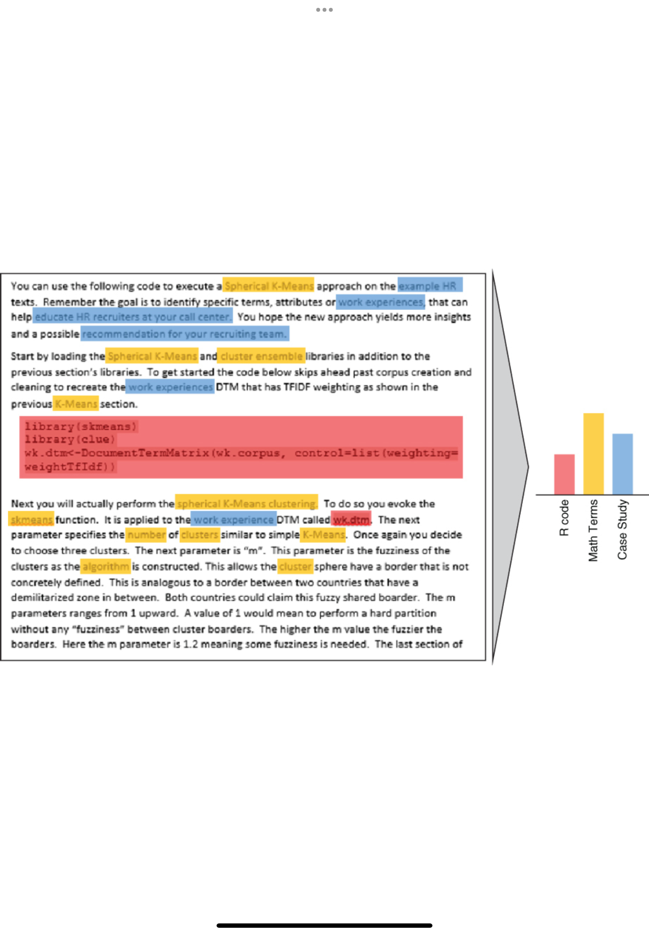 You can use the following code to execute a Spherical K-Means approach on the example HR
texts. Remember the goal is to identify specific terms, attributes or work experiences, that can
help educate HR recruiters at your call center. You hope the new approach yields more insights
and a possible recommendation for your recruiting team.
Start by loading the Spherical K-Means and cluster ensemble libraries in addition to the
previous section's libraries. To get started the code below skips ahead past corpus creation and
cleaning to recreate the work experiences DTM that has TFIDF weighting as shown in the
previous K-Means section.
library(skmeans)
library(clue)
wk.dtm<-DocumentTermMatrix(wk.corpus, control=list(weighting=
weightTfIdf))
Next you will actually perform the spherical K-Means clustering. To do so you evoke the
skmeans function. It is applied to the work experience DTM called wk.dtm. The next
parameter specifies the number of clusters similar to simple K-Means. Once again you decide
to choose three clusters. The next parameter is "m". This parameter is the fuzziness of the
clusters as the algorithm is constructed. This allows the cluster sphere have a border that is not
concretely defined. This is analogous to a border between two countries that have a
demilitarized zone in between. Both countries could claim this fuzzy shared boarder. The m
parameters ranges from 1 upward. A value of 1 would mean to perform a hard partition
without any "fuzziness" between cluster boarders. The higher the m value the fuzzier the
boarders. Here the m parameter is 1.2 meaning some fuzziness is needed. The last section of
R code
Math Terms
Case Study